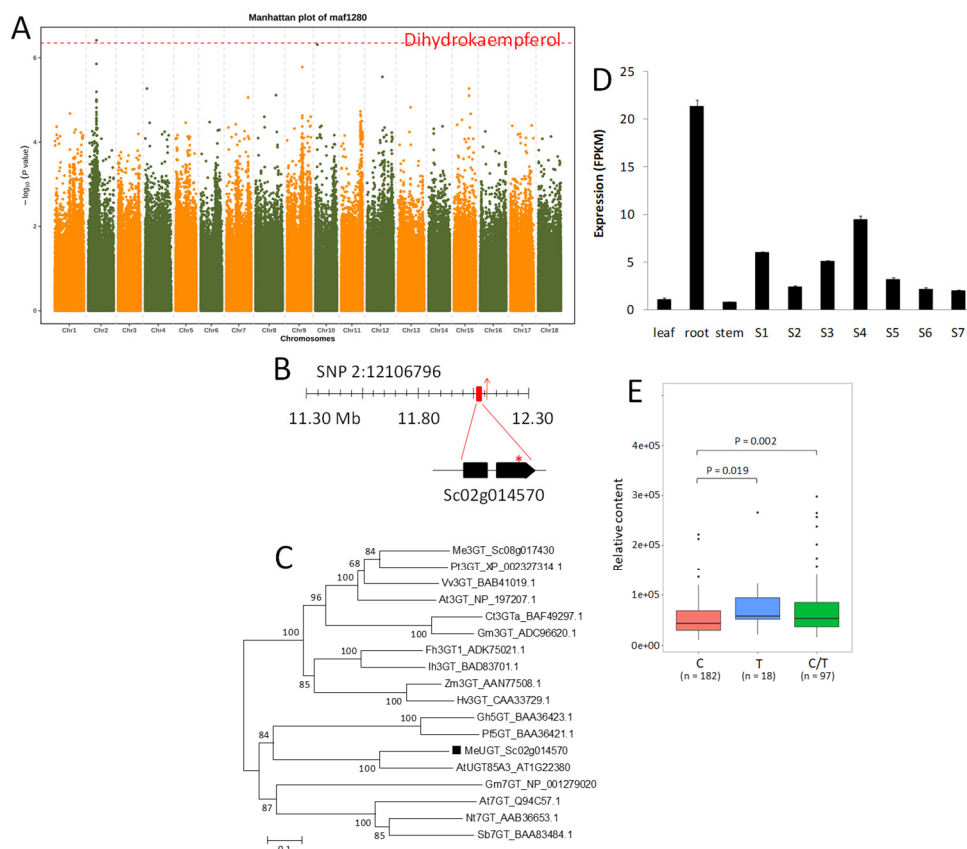 A
Manhattan plot of maf1280
Dihydrokaempferol
− log10 (P value)
6
4
2
0
Chr1 Chr2 Chr3 Chr4 Chr5 Chr6 Chr7 Chr8 Chr9 Chr10 Chr11 Chr12 Chr13 Chr14 Chr15 Chr16 Chr17 Chr18
Chromosomes
B
SNP 2:12106796
11.30 Mb 11.80 12.30
*
Sc02g014570
C
Me3GT_Sc08g017430
Pt3GT_XP_002327314.1
Vv3GT_BAB41019.1
At3GT_NP_197207.1
Ct3GTa_BAF49297.1
Gm3GT_ADC96620.1
Fh3GT1_ADK75021.1
Ih3GT_BAD83701.1
Zm3GT_AAN77508.1
Hv3GT_CAA33729.1
Gh5GT_BAA36423.1
Pf5GT_BAA36421.1
MeUGT_Sc02g014570
AtUGT85A3_AT1G22380
Gm7GT_NP_001279020
At7GT_Q94C57.1
Nt7GT_AAB36653.1
Sb7GT_BAA83484.1
84
68
100
96
100
100
100
85
100
100
84
100
87
100
85
0.1
D
Expression (FPKM)
25
20
15
10
5
0
leaf root stem S1 S2 S3 S4 S5 S6 S7
E
Relative content
4e+05
3e+05
2e+05
1e+05
0e+00
P = 0.002
P = 0.019
C T C/T
(n = 182) (n = 18) (n = 97)